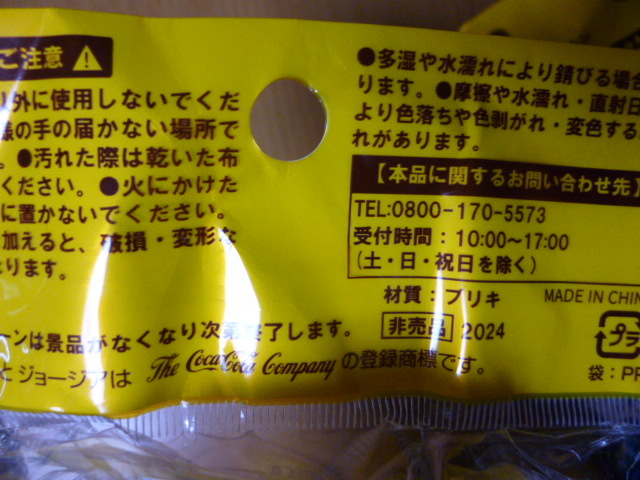 ご注意
外に使用しないでくだ
の手の届かない場所で
。●汚れた際は乾いた布
ください。●火にかけた
に置かないでください。
加えると、破損・変形な
ります。
ーンは景品がなくなり次第終了します。
と ジョージアは The Coca-Cola Company の登録商標です。
●多湿や水濡れにより錆びる場合
ります。●摩擦や水濡れ・直射日
より色落ちや色剥がれ・変色する
れがあります。
【本品に関するお問い合わせ先】
TEL:0800-170-5573
受付時間：10:00〜17:00
(土・日・祝日を除く)
材質：ブリキ MADE IN CHIN
非売品 2024
プラ
袋：PP